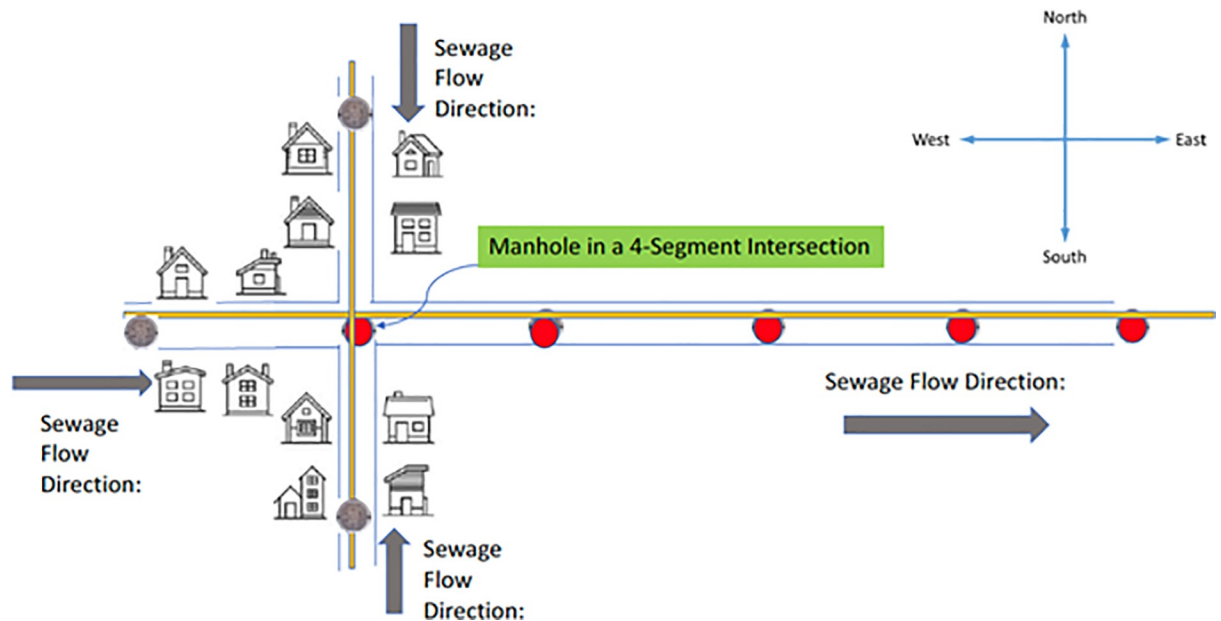 Sewage
Flow
Direction:
North
West
East
South
Manhole in a 4-Segment Intersection
Sewage
Flow
Direction:
Sewage Flow Direction:
Sewage
Flow
Direction: